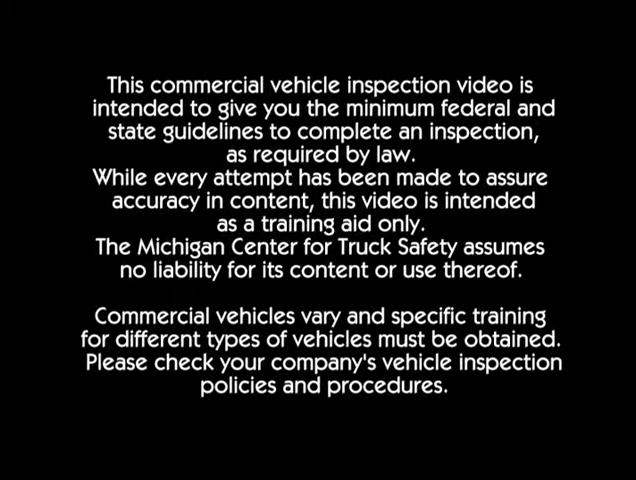 This commercial vehicle inspection video is
intended to give you the minimum federal and
state guidelines to complete an inspection,
as required by law.
While every attempt has been made to assure
accuracy in content, this video is intended
as a training aid only.
The Michigan Center for Truck Safety assumes
no liability for its content or use thereof.
Commercial vehicles vary and specific training
for different types of vehicles must be obtained.
Please check your company's vehicle inspection
policies and procedures.